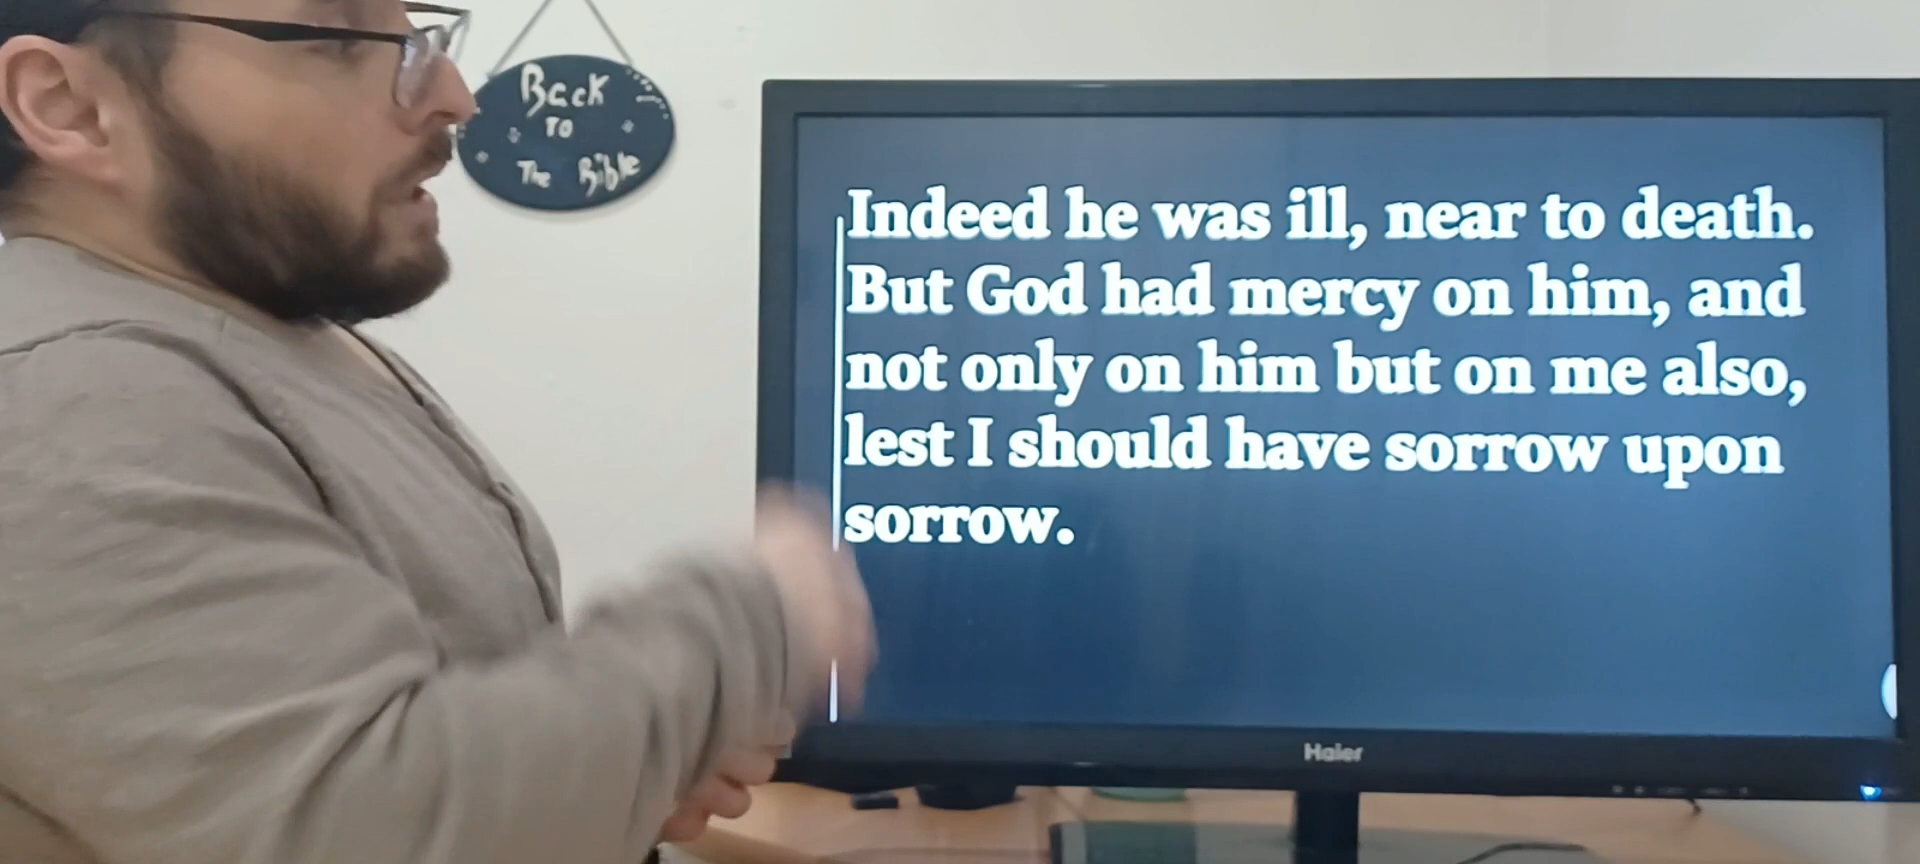 Back
To
The Bible
Indeed he was ill, near to death.
But God had mercy on him, and
not only on him but on me also,
lest I should have sorrow upon
sorrow.
Haier